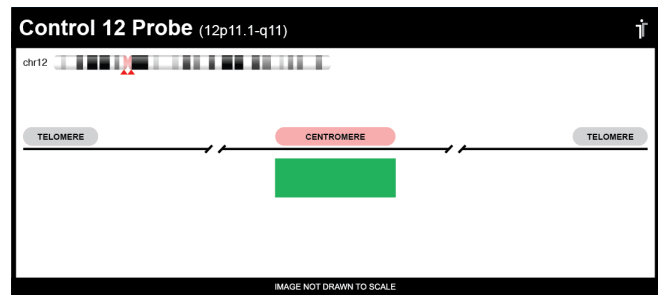 Control 12 Probe (12p11.1-q11)
chr12
TELOMERE CENTROMERE TELOMERE
IMAGE NOT DRAWN TO SCALE